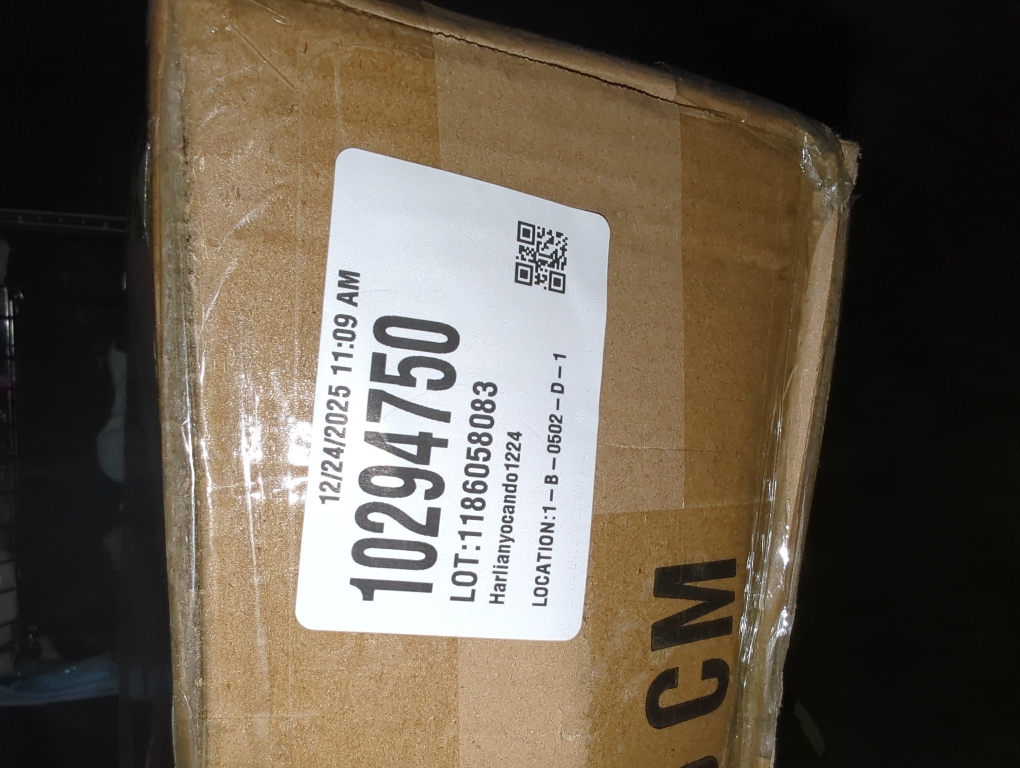 12/24/2025 11:09 AM
10294750
LOT:1186058083
Harlianyocando1224
LOCATION:1-B-0502-D-1
CM